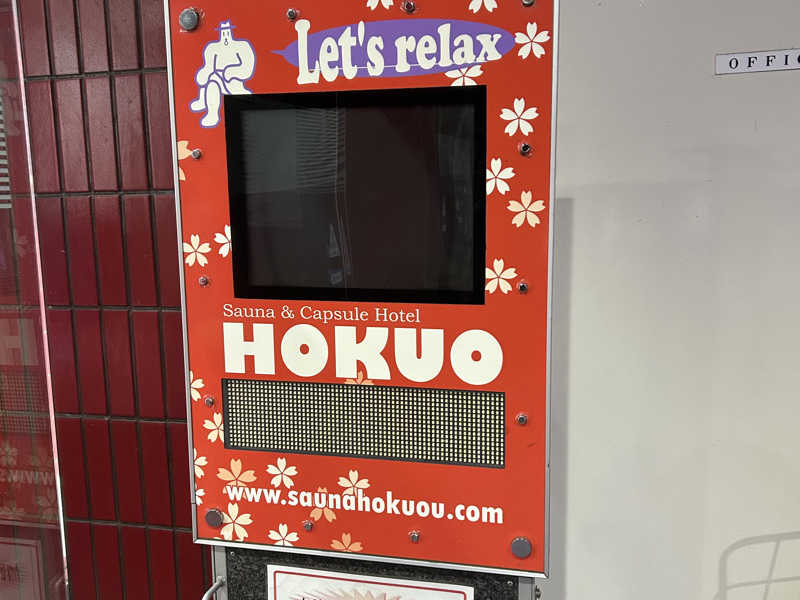 Let's relax
OFFIC
Sauna & Capsule Hotel
HOKUO
www.saunahokuou.com